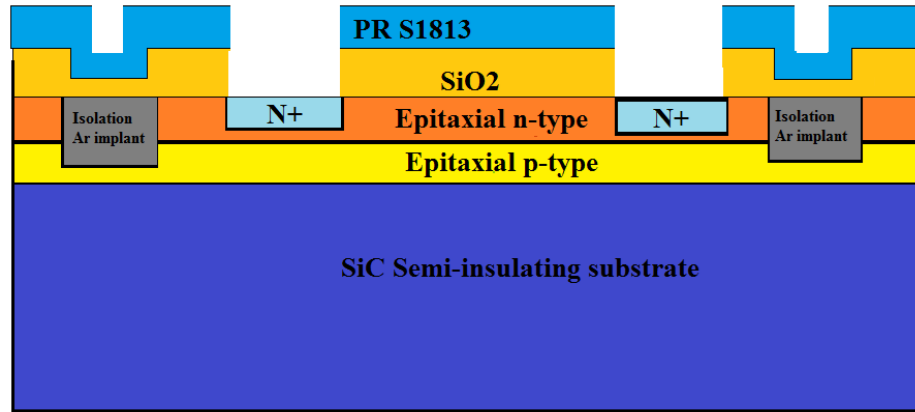 PR S1813
SiO2
Isolation
Ar implant
N+
Epitaxial n-type
N+
Isolation
Ar implant
Epitaxial p-type
SiC Semi-insulating substrate